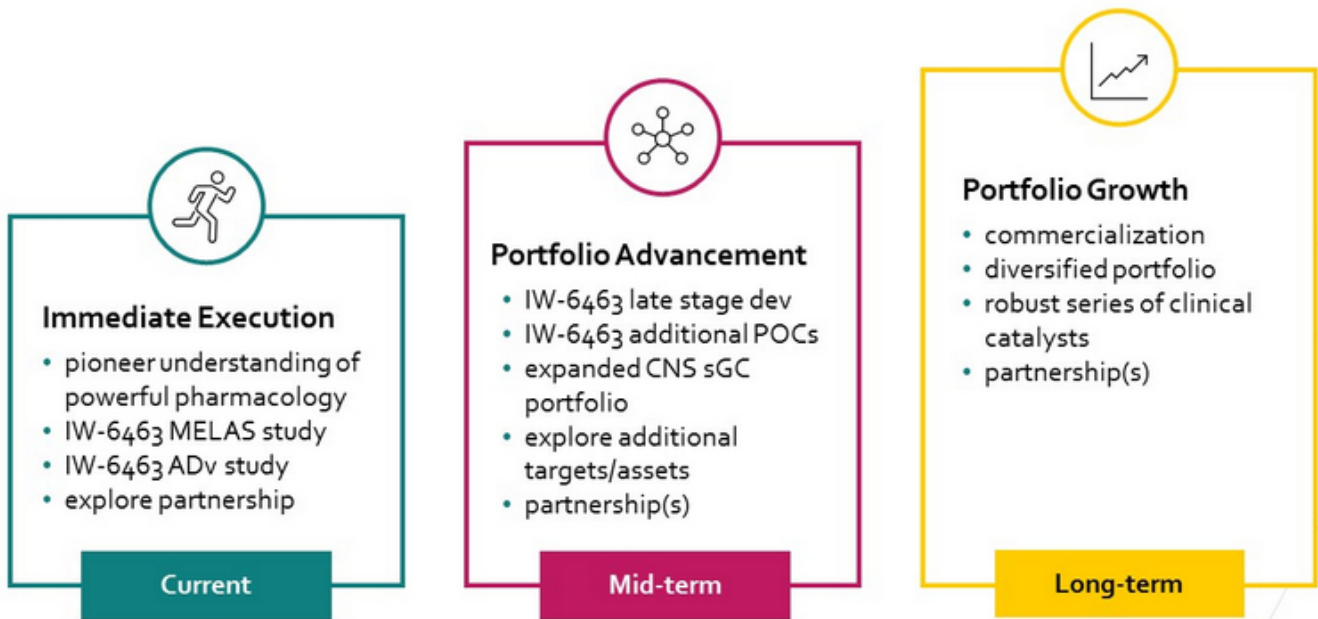 Immediate Execution
• pioneer understanding of
powerful pharmacology
• IW-6463 MELAS study
• IW-6463 ADv study
• explore partnership
Current
Portfolio Advancement
• IW-6463 late stage dev
• IW-6463 additional POCs
• expanded CNS sGC
portfolio
• explore additional
targets/assets
• partnership(s)
Mid-term
Portfolio Growth
• commercialization
• diversified portfolio
• robust series of clinical
catalysts
• partnership(s)
Long-term